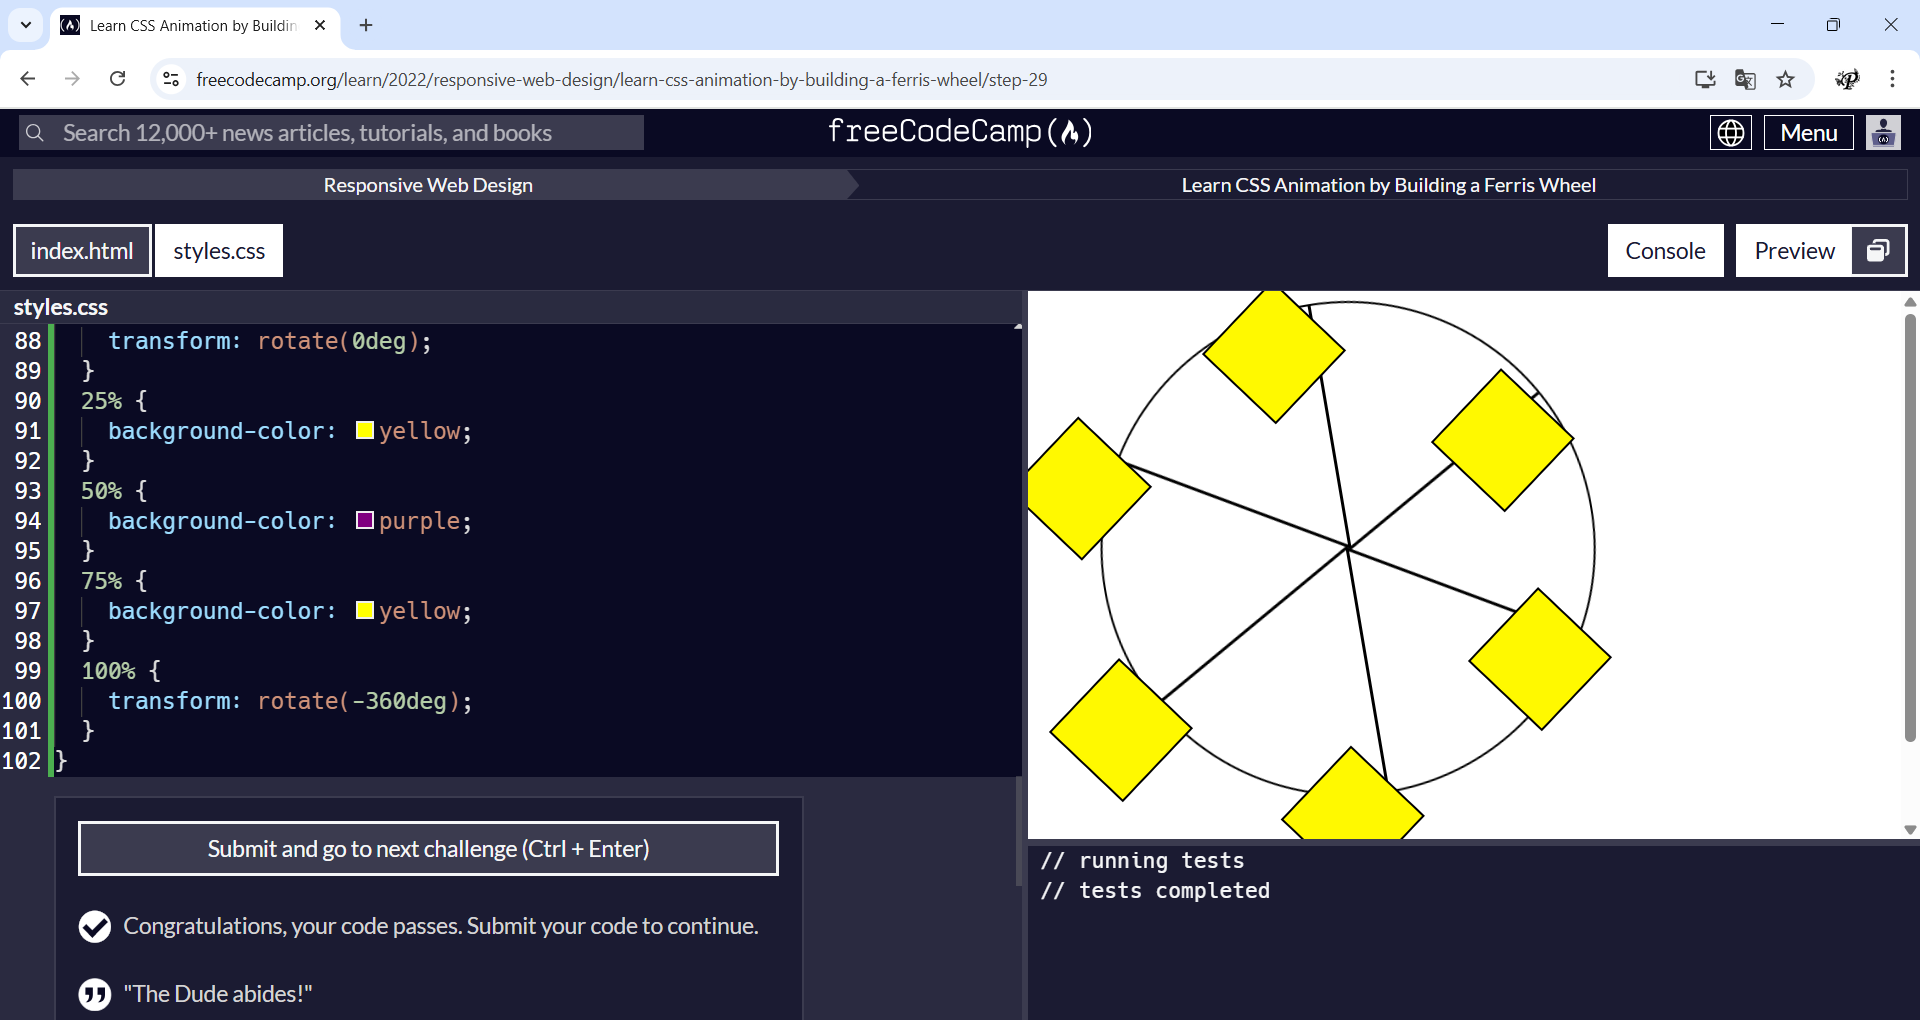 Learn CSS Animation by Buildin
freecodecamp.org/learn/2022/responsive-web-design/learn-css-animation-by-building-a-ferris-wheel/step-29
Search 12,000+ news articles, tutorials, and books
freeCodeCamp(🔥)
Menu
Responsive Web Design
Learn CSS Animation by Building a Ferris Wheel
index.html
styles.css
Console
Preview
styles.css
88 transform: rotate(0deg);
89 }
90 25% {
91 background-color: yellow;
92 }
93 50% {
94 background-color: purple;
95 }
96 75% {
97 background-color: yellow;
98 }
99 100% {
100 transform: rotate(-360deg);
101 }
102 }
Submit and go to next challenge (Ctrl + Enter)
Congratulations, your code passes. Submit your code to continue.
"The Dude abides!"
// running tests
// tests completed